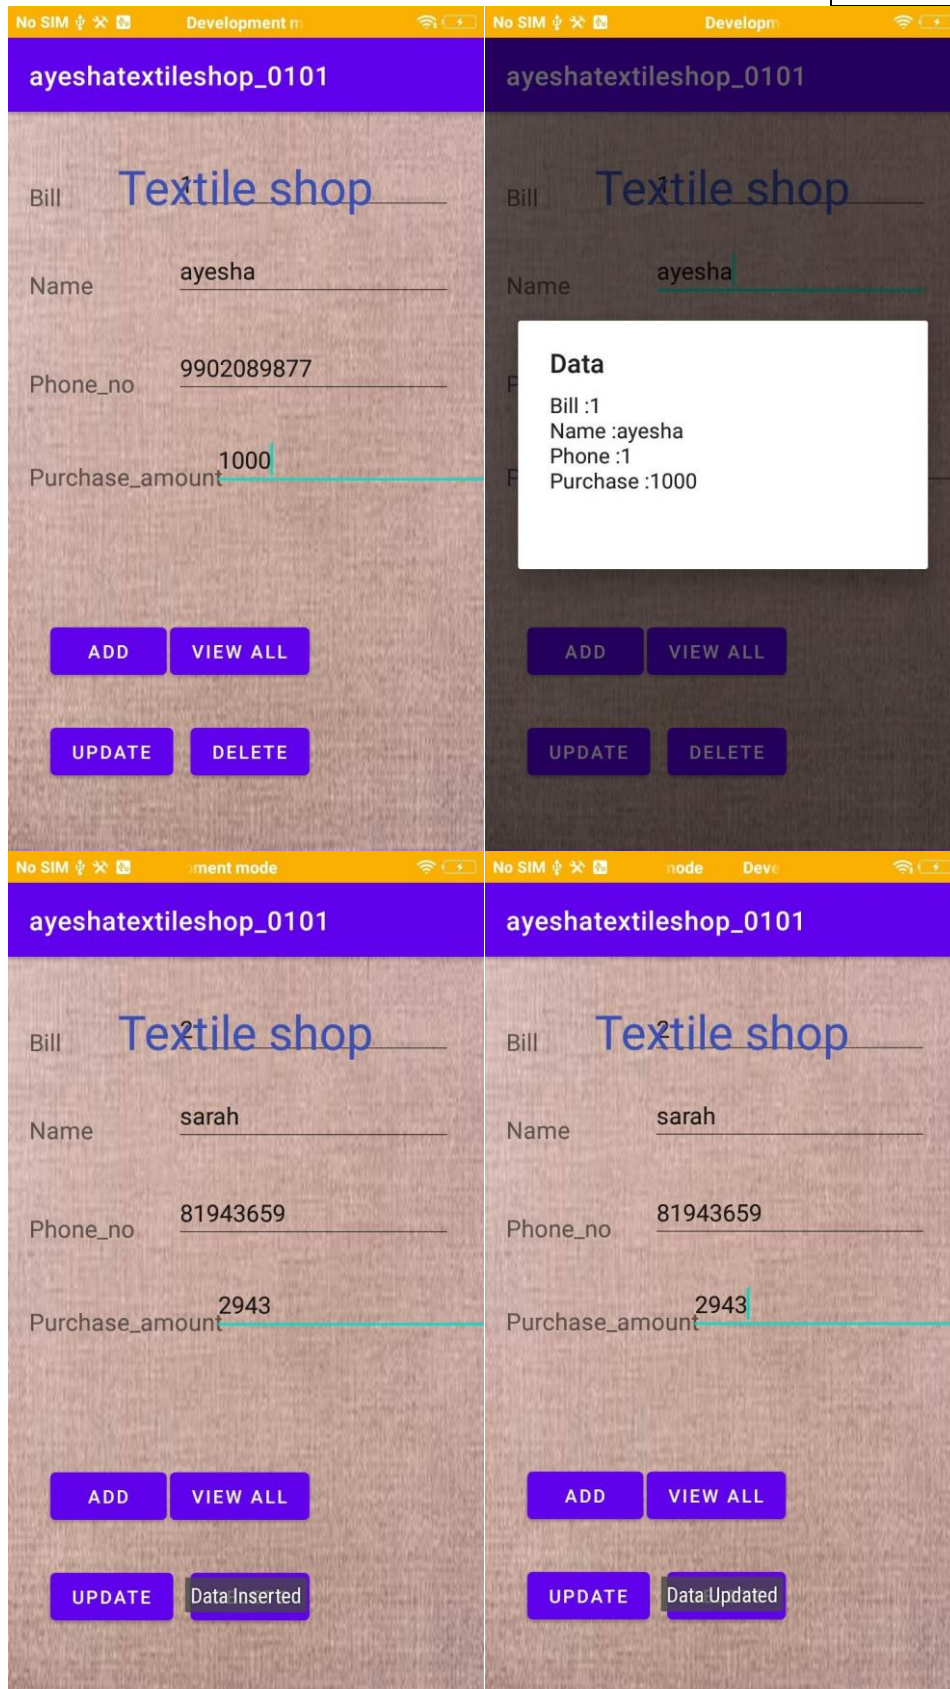 No SIM Development m
ayeshatextileshop_0101
Textile shop
Bill 1
Name ayesha
Phone_no 9902089877
Purchase_amount 1000
ADD VIEW ALL
UPDATE DELETE
No SIM Developm
ayeshatextileshop_0101
Textile shop
Bill 1
Name ayesha
Data
Bill :1
Name :ayesha
Phone :1
Purchase :1000
P
P
ADD VIEW ALL
UPDATE DELETE
No SIM ment mode
ayeshatextileshop_0101
Textile shop
Bill 2
Name sarah
Phone_no 81943659
Purchase_amount 2943
ADD VIEW ALL
UPDATE Data Inserted
No SIM node Deve
ayeshatextileshop_0101
Textile shop
Bill 2
Name sarah
Phone_no 81943659
Purchase_amount 2943
ADD VIEW ALL
UPDATE Data Updated